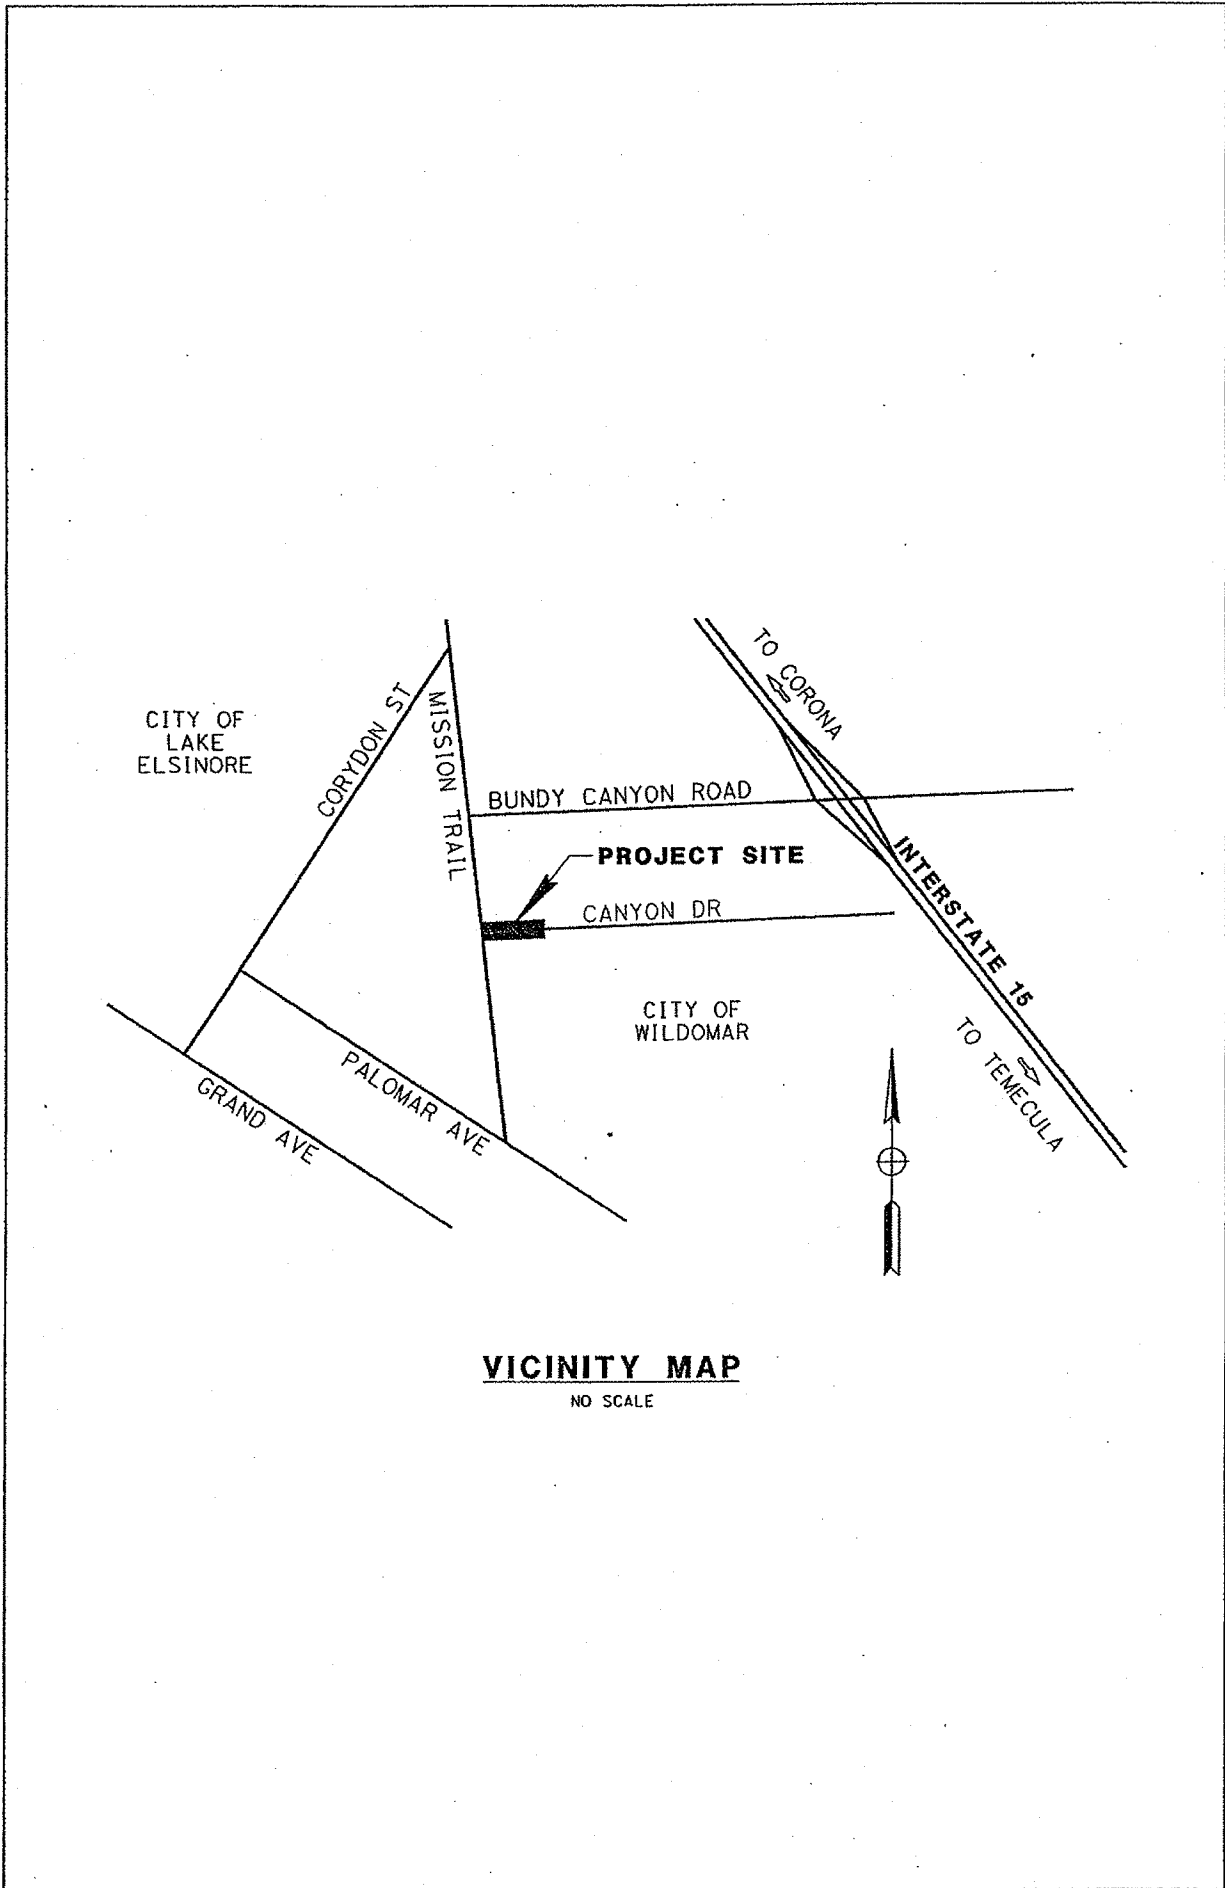 TO CORONA
CITY OF
LAKE
ELSINORE
CORYDON ST
MISSION TRAIL
BUNDY CANYON ROAD
PROJECT SITE
INTERSTATE 15
CANYON DR
CITY OF
WILDOMAR
TO TEMECULA
PALOMAR AVE
GRAND AVE
VICINITY MAP
NO SCALE